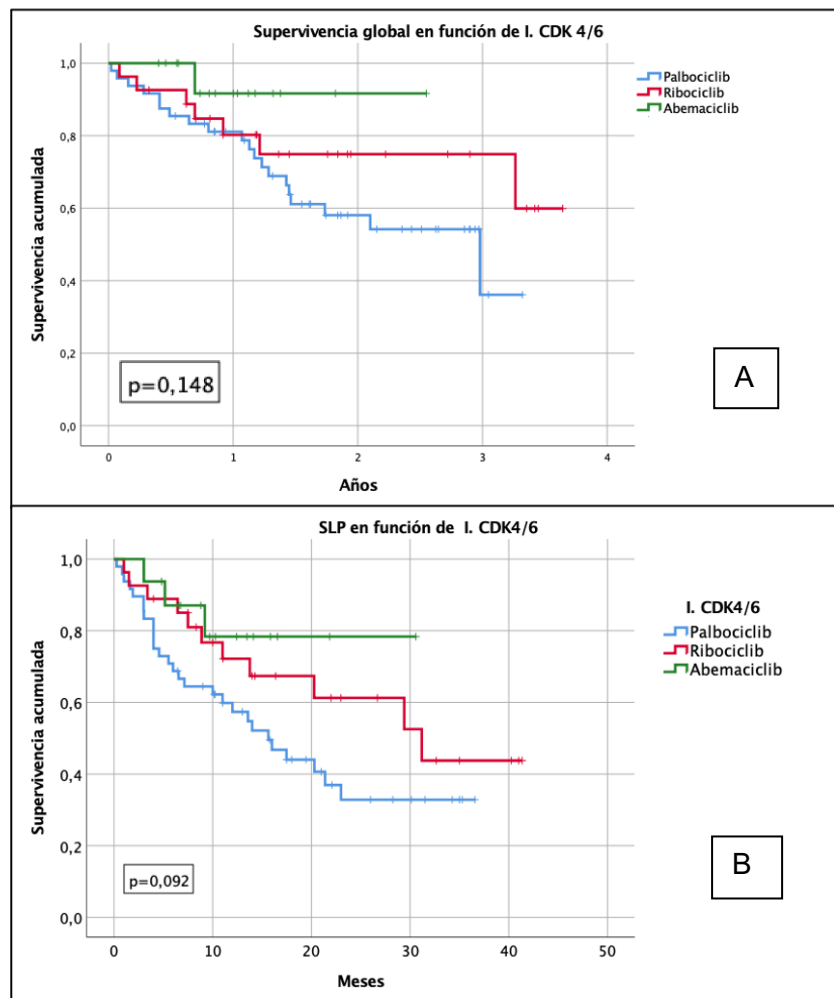 Supervivencia global en función de I. CDK 4/6
1,0
0,8
0,6
0,4
0,2
0,0
Supervivencia acumulada
Palbociclib
Ribociclib
Abemaciclib
p=0,148
A
0 1 2 3 4
Años
SLP en función de I. CDK4/6
1,0
0,8
0,6
0,4
0,2
0,0
Supervivencia acumulada
I. CDK4/6
Palbociclib
Ribociclib
Abemaciclib
p=0,092
B
0 10 20 30 40 50
Meses